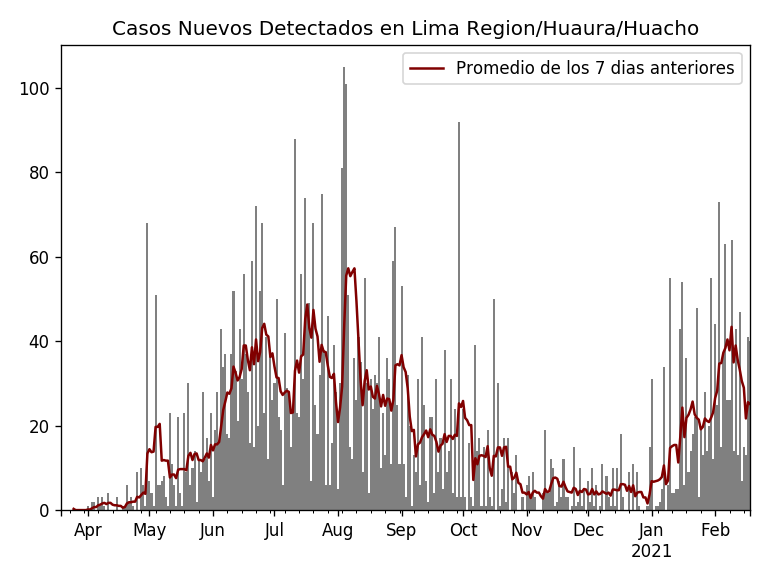 Casos Nuevos Detectados en Lima Region/Huaura/Huacho
Promedio de los 7 dias anteriores
100
80
60
40
20
0
Apr May Jun Jul Aug Sep Oct Nov Dec Jan Feb
2021